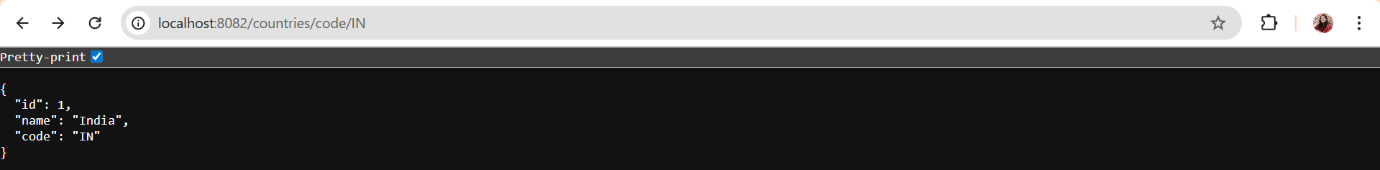 localhost:8082/countries/code/IN
Pretty-print
{
  "id": 1,
  "name": "India",
  "code": "IN"
}